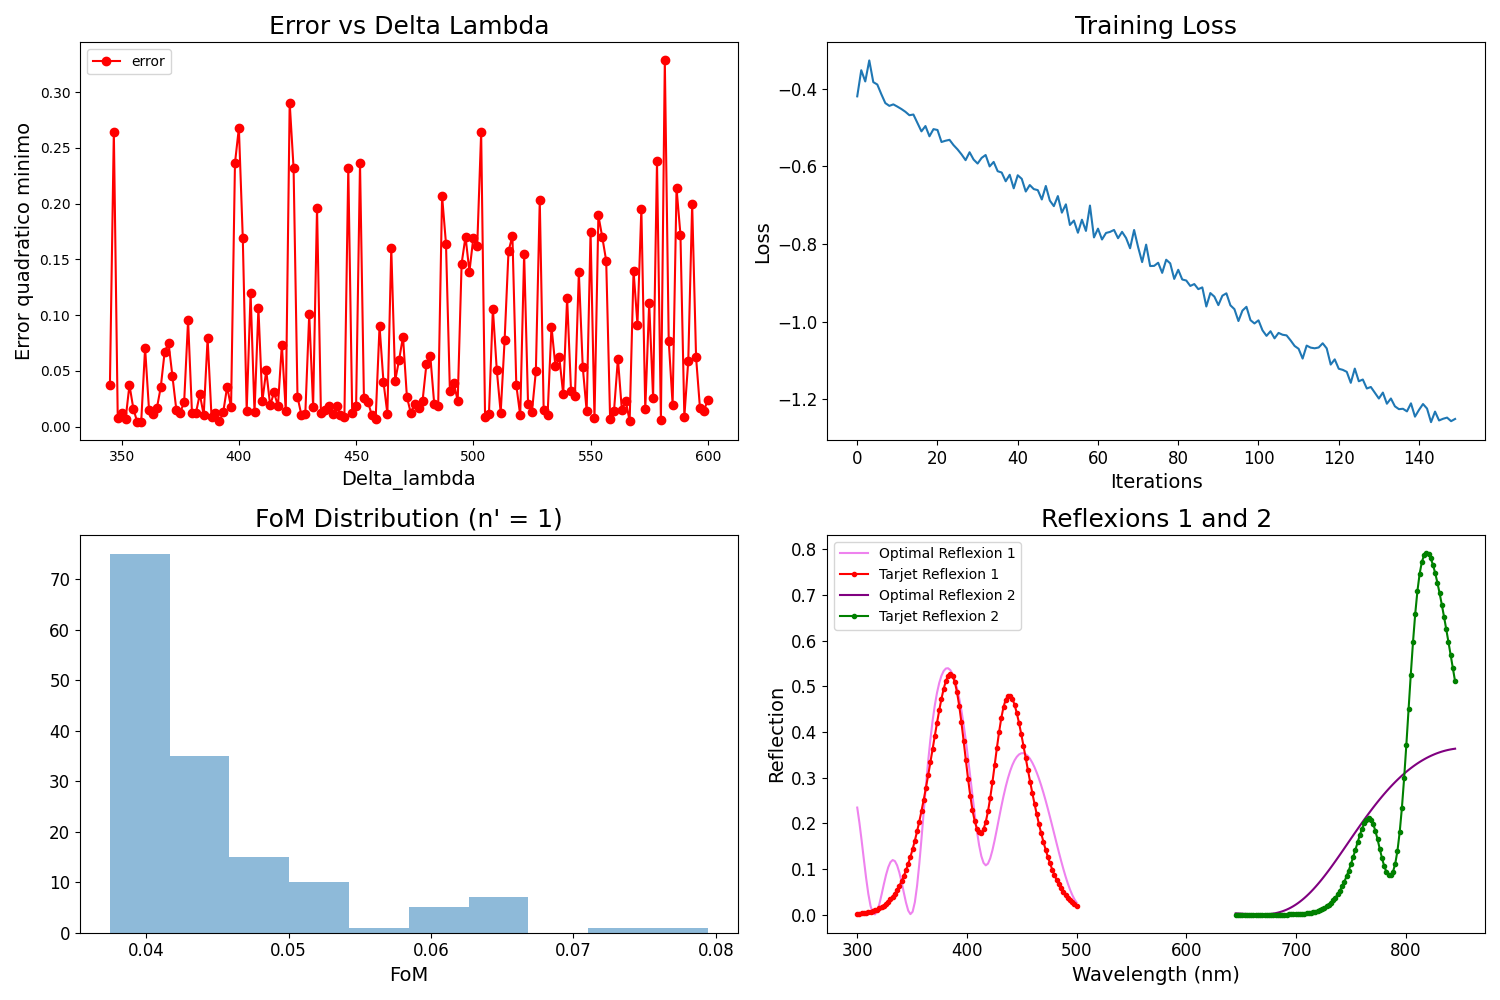 Error vs Delta Lambda
error
Error quadratico minimo
0.30
0.25
0.20
0.15
0.10
0.05
0.00
350 400 450 500 550 600
Delta_lambda
Training Loss
Loss
−0.4
−0.6
−0.8
−1.0
−1.2
0 20 40 60 80 100 120 140
Iterations
FoM Distribution (n' = 1)
70
60
50
40
30
20
10
0
0.04 0.05 0.06 0.07 0.08
FoM
Reflexions 1 and 2
Optimal Reflexion 1
Tarjet Reflexion 1
Optimal Reflexion 2
Tarjet Reflexion 2
Reflection
0.8
0.7
0.6
0.5
0.4
0.3
0.2
0.1
0.0
300 400 500 600 700 800
Wavelength (nm)